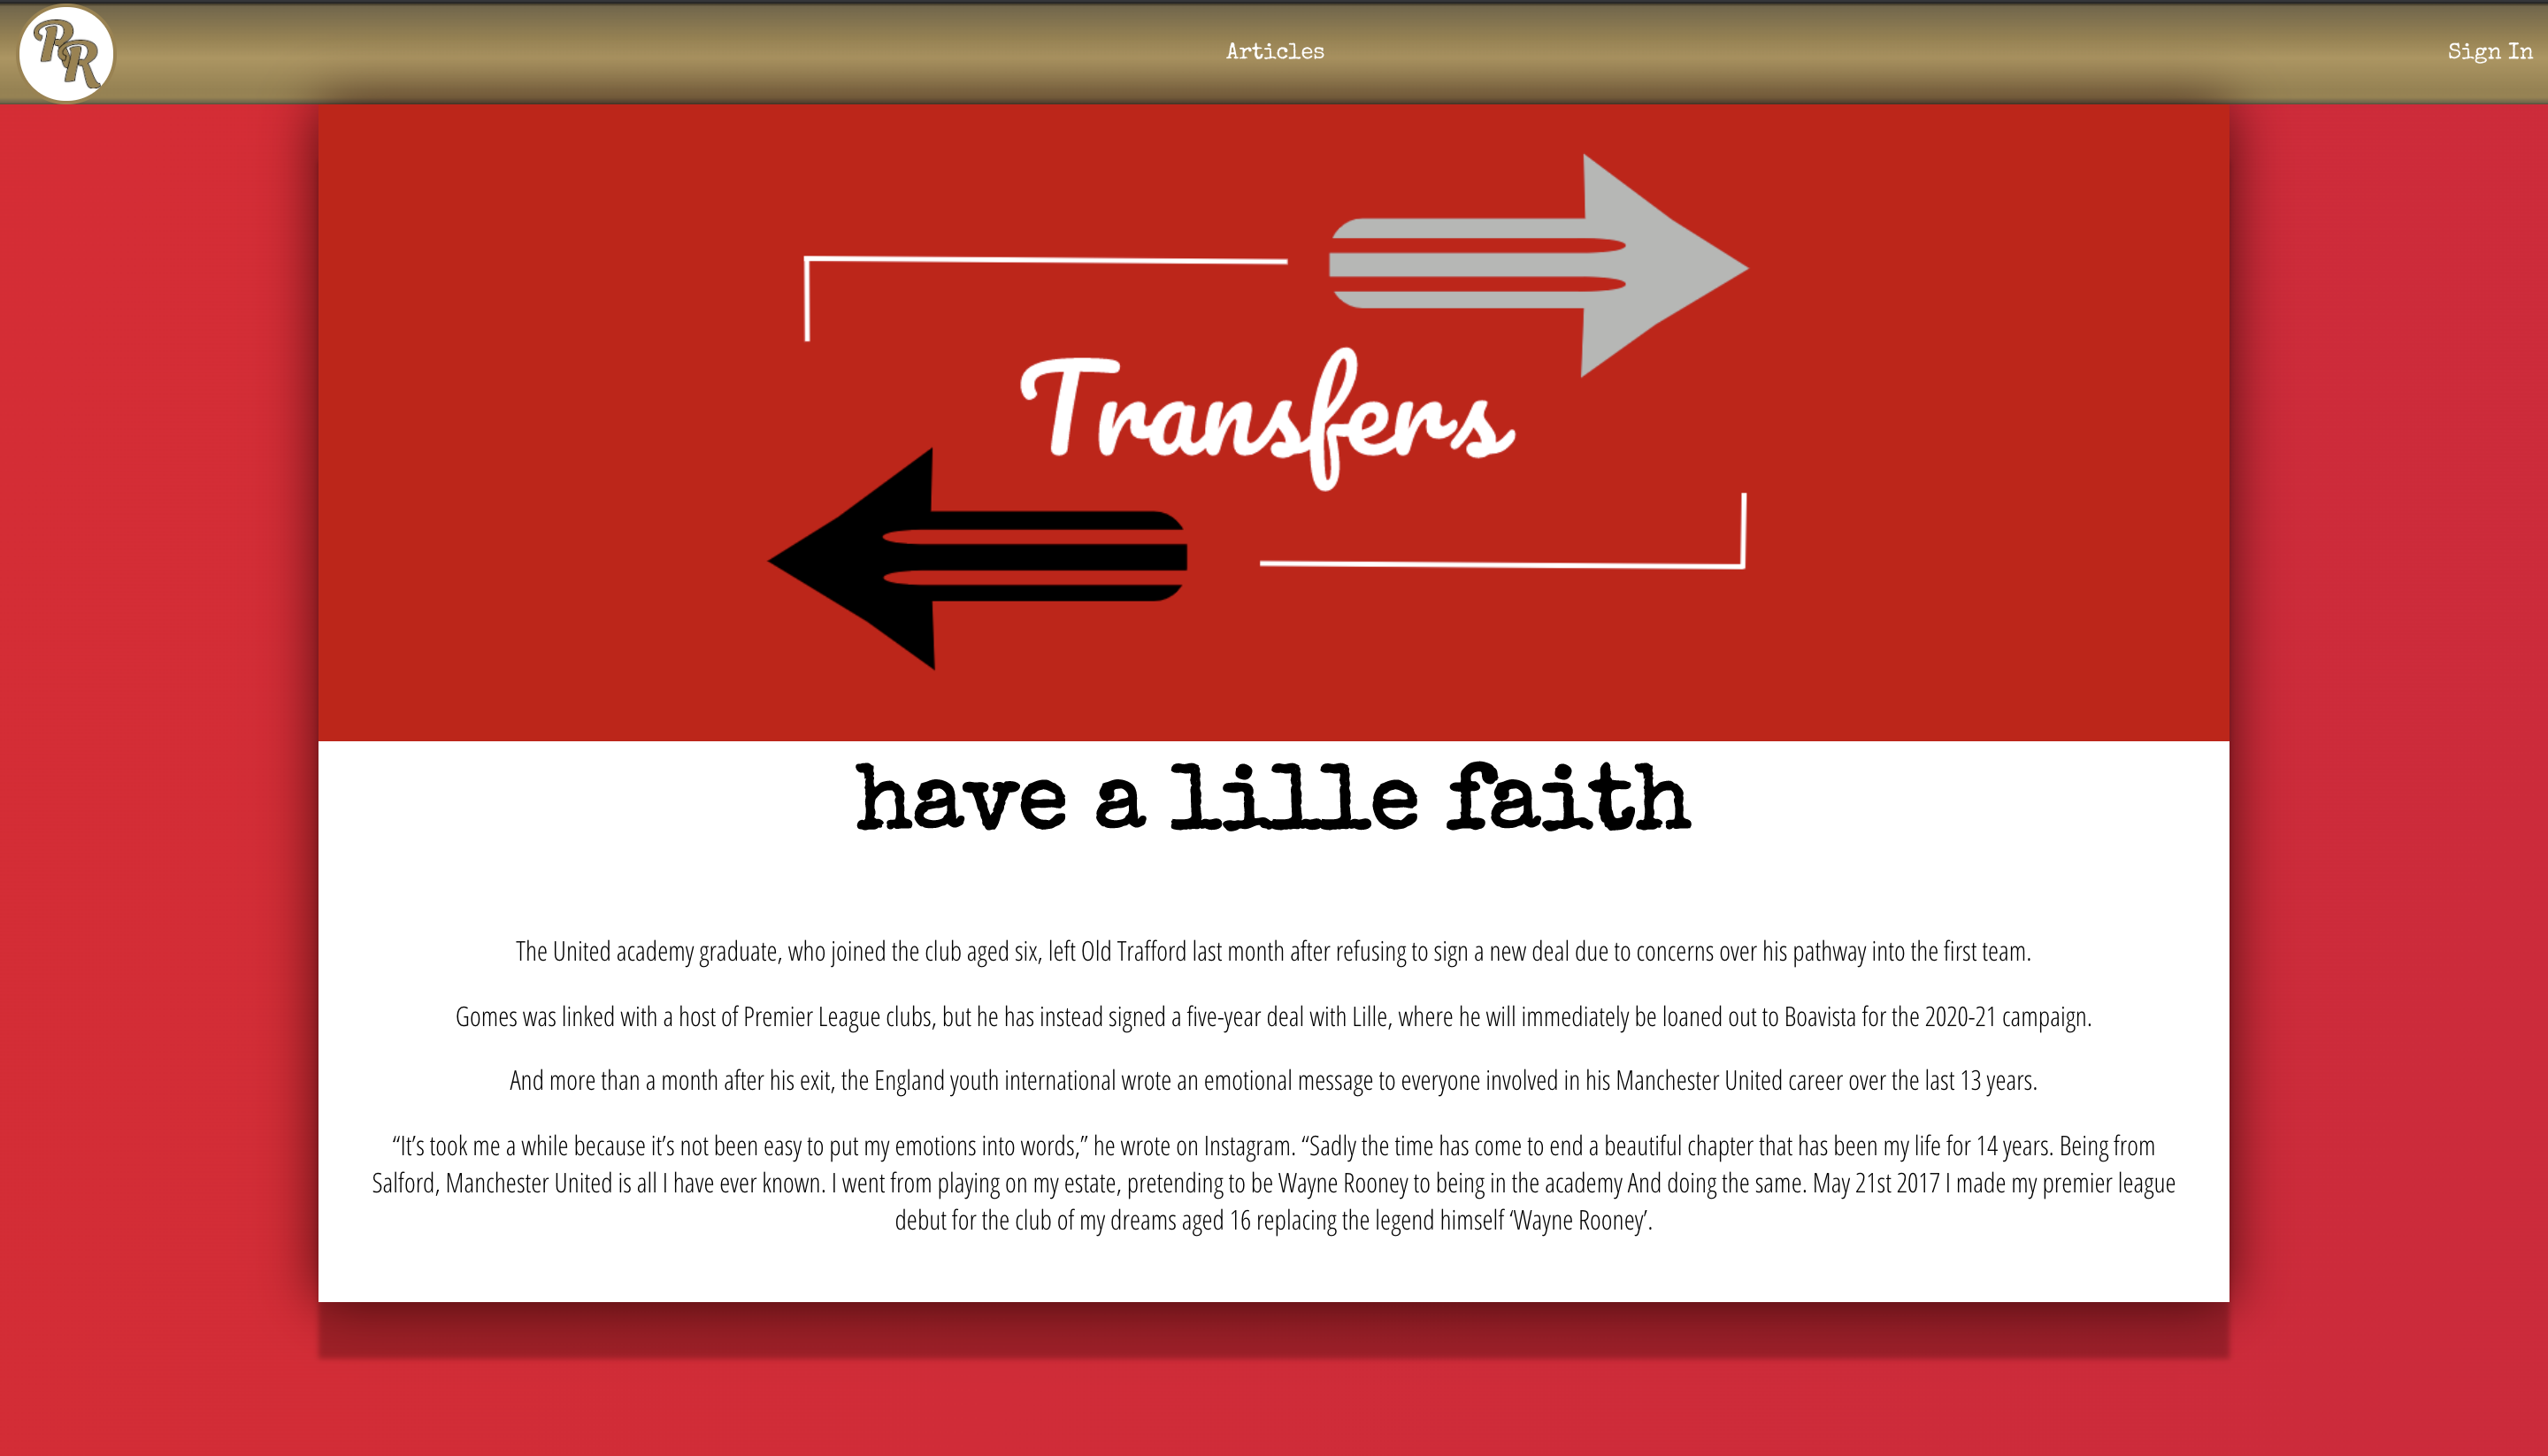 RR
Articles
Sign In
Transfers
have a lille faith
The United academy graduate, who joined the club aged six, left Old Trafford last month after refusing to sign a new deal due to concerns over his pathway into the first team.
Gomes was linked with a host of Premier League clubs, but he has instead signed a five-year deal with Lille, where he will immediately be loaned out to Boavista for the 2020-21 campaign.
And more than a month after his exit, the England youth international wrote an emotional message to everyone involved in his Manchester United career over the last 13 years.
“It’s took me a while because it’s not been easy to put my emotions into words,” he wrote on Instagram. “Sadly the time has come to end a beautiful chapter that has been my life for 14 years. Being from
Salford, Manchester United is all I have ever known. I went from playing on my estate, pretending to be Wayne Rooney to being in the academy And doing the same. May 21st 2017 I made my premier league
debut for the club of my dreams aged 16 replacing the legend himself ‘Wayne Rooney’.